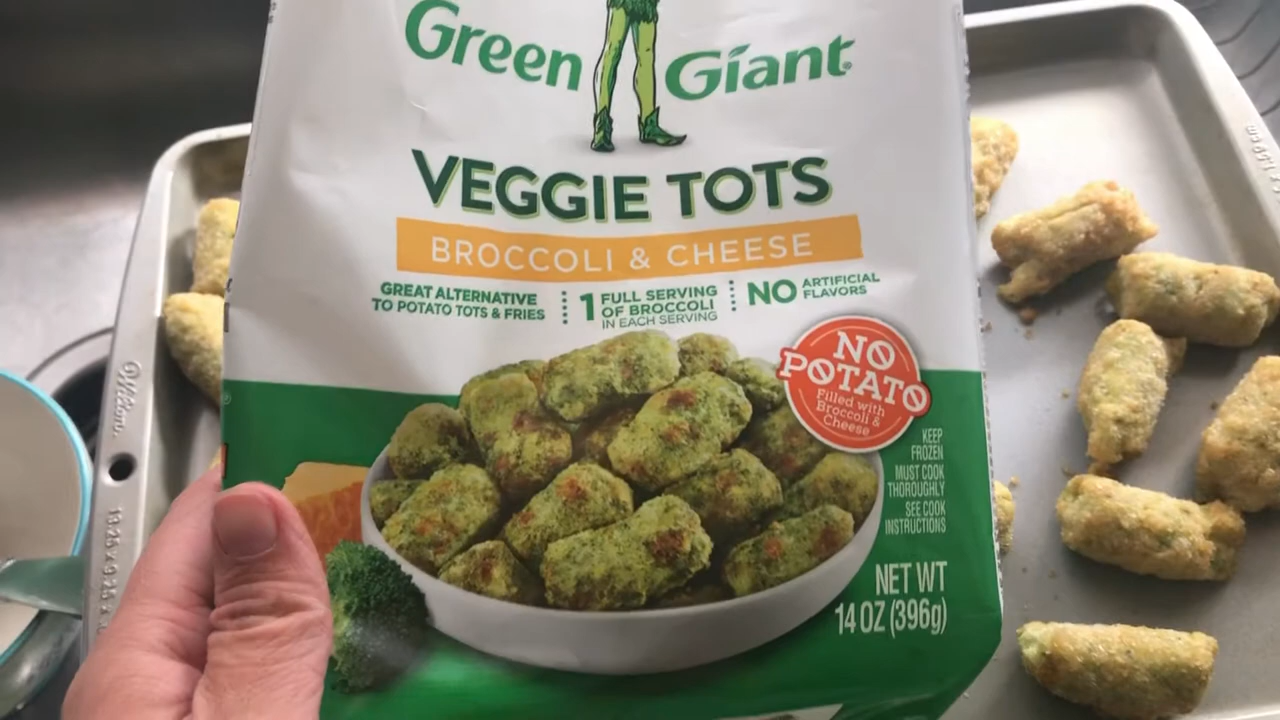 Green Giant
VEGGIE TOTS
BROCCOLI & CHEESE
GREAT ALTERNATIVE
TO POTATO TOTS & FRIES
1 FULL SERVING
OF BROCCOLI
IN EACH SERVING
NO ARTIFICIAL
FLAVORS
NO
POTATO
Filled with
Broccoli &
Cheese
KEEP
FROZEN
MUST COOK
THOROUGHLY
SEE COOK
INSTRUCTIONS
NET WT
14 OZ (396g)
Wilton